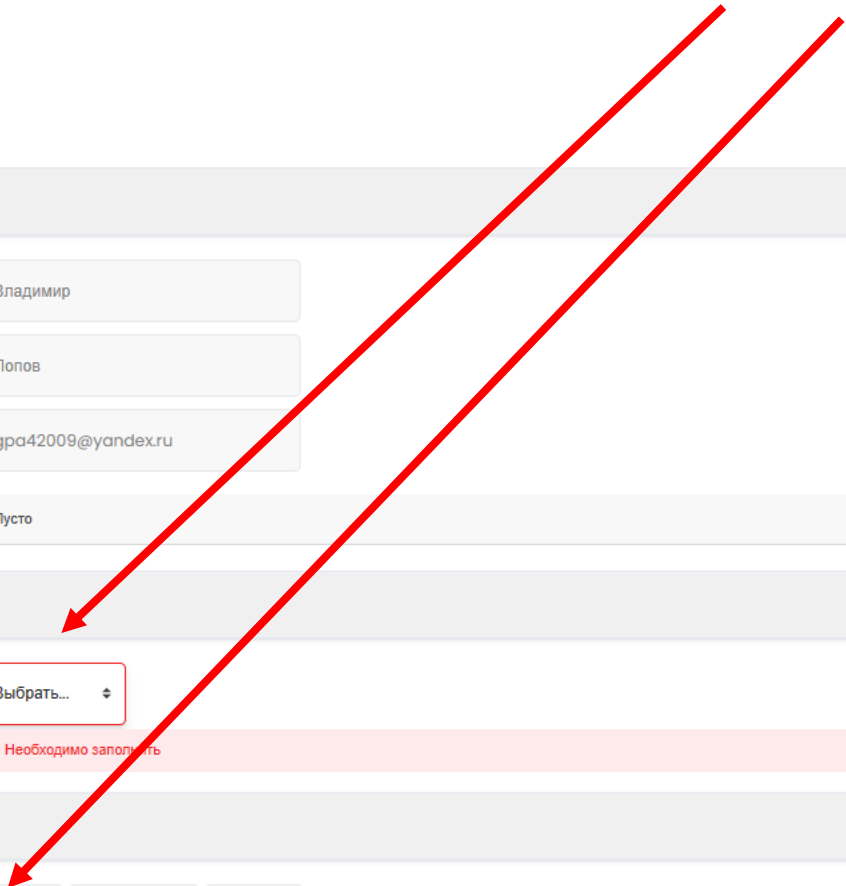 Владимир
Попов
gpa42009@yandex.ru
Пусто
Выбрать...
Необходимо заполнить